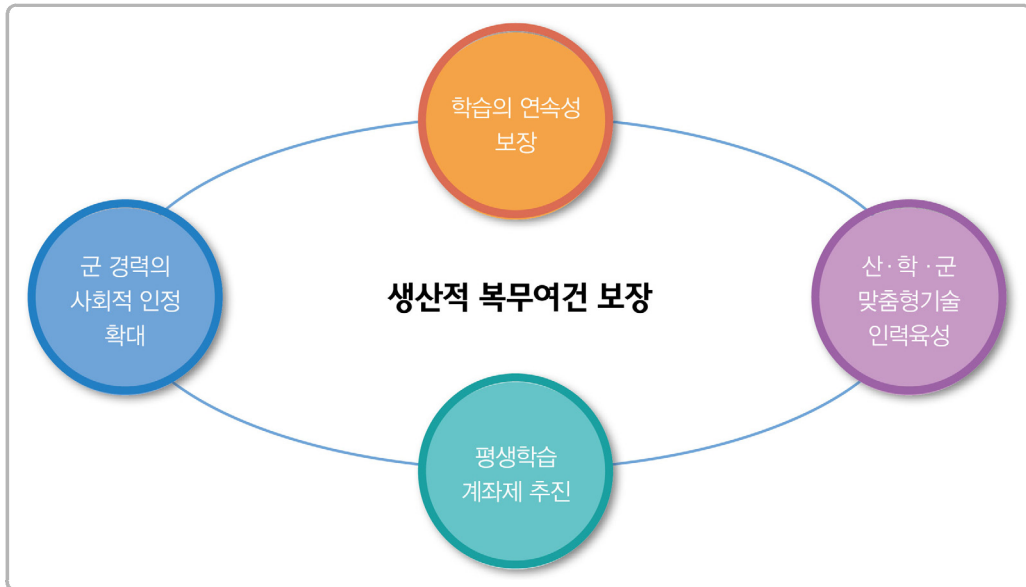 학습의 연속성
보장
군 경력의
사회적 인정
확대
생산적 복무여건 보장
산·학·군
맞춤형기술
인력육성
평생학습
계좌제 추진